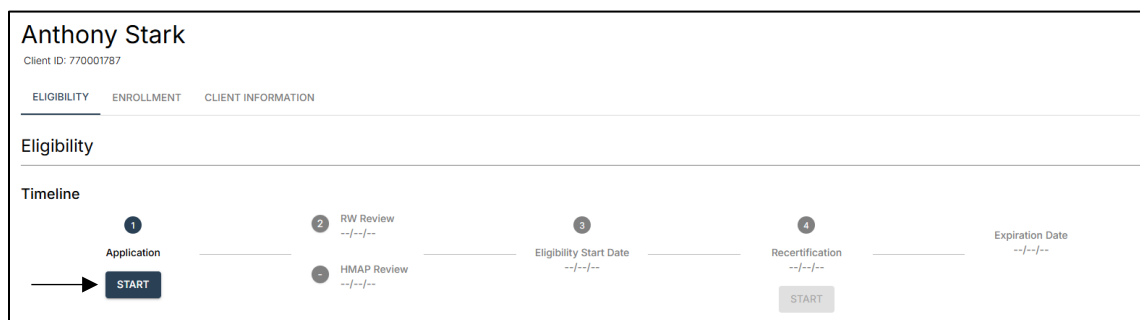 Anthony Stark
Client ID: 770001787
ELIGIBILITY ENROLLMENT CLIENT INFORMATION
Eligibility
Timeline
1
Application
START
2 RW Review
--/--/--
- HMAP Review
--/--/--
3
Eligibility Start Date
--/--/--
4
Recertification
--/--/--
START
Expiration Date
--/--/--